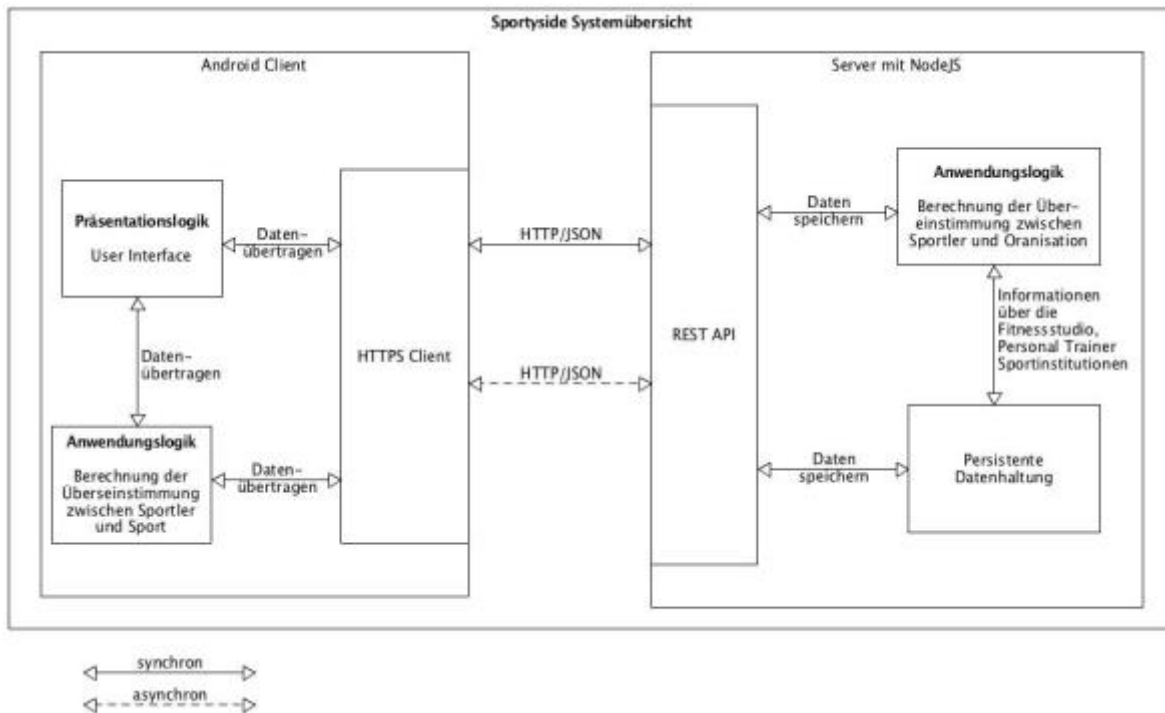 Sportyside Systemübersicht
Android Client
Server mit NodeJS
Präsentationslogik
User Interface
Daten-
übertragen
Daten-
übertragen
Anwendungslogik
Berechnung der
Überseinstimmung
zwischen Sportler
und Sport
Daten-
übertragen
HTTPS Client
HTTP/JSON
HTTP/JSON
REST API
Daten
speichern
Anwendungslogik
Berechnung der Über-
einstimmung zwischen
Sportler und Oranisation
Informationen
über die
Fitnessstudio,
Personal Trainer
Sportinstitutionen
Daten
speichern
Persistente
Datenhaltung
synchron
asynchron